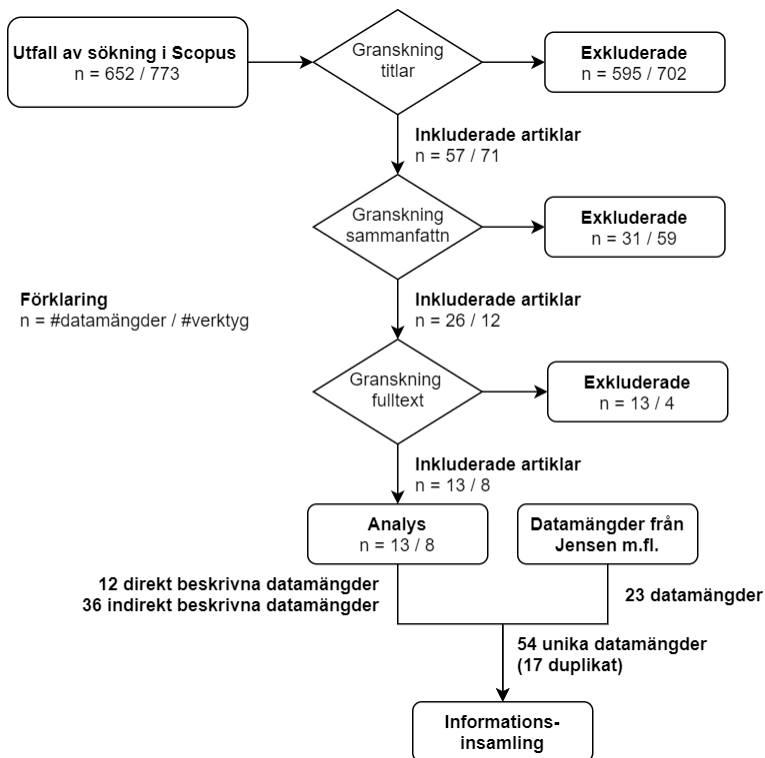 Utfall av sökning i Scopus
n = 652 / 773
Granskning
titlar
Exkluderade
n = 595 / 702
Inkluderade artiklar
n = 57 / 71
Granskning
sammanfattn
Exkluderade
n = 31 / 59
Förklaring
n = #datamängder / #verktyg
Inkluderade artiklar
n = 26 / 12
Granskning
fulltext
Exkluderade
n = 13 / 4
Inkluderade artiklar
n = 13 / 8
Analys
n = 13 / 8
Datamängder från
Jensen m.fl.
12 direkt beskrivna datamängder
36 indirekt beskrivna datamängder
23 datamängder
54 unika datamängder
(17 duplikat)
Informations-
insamling